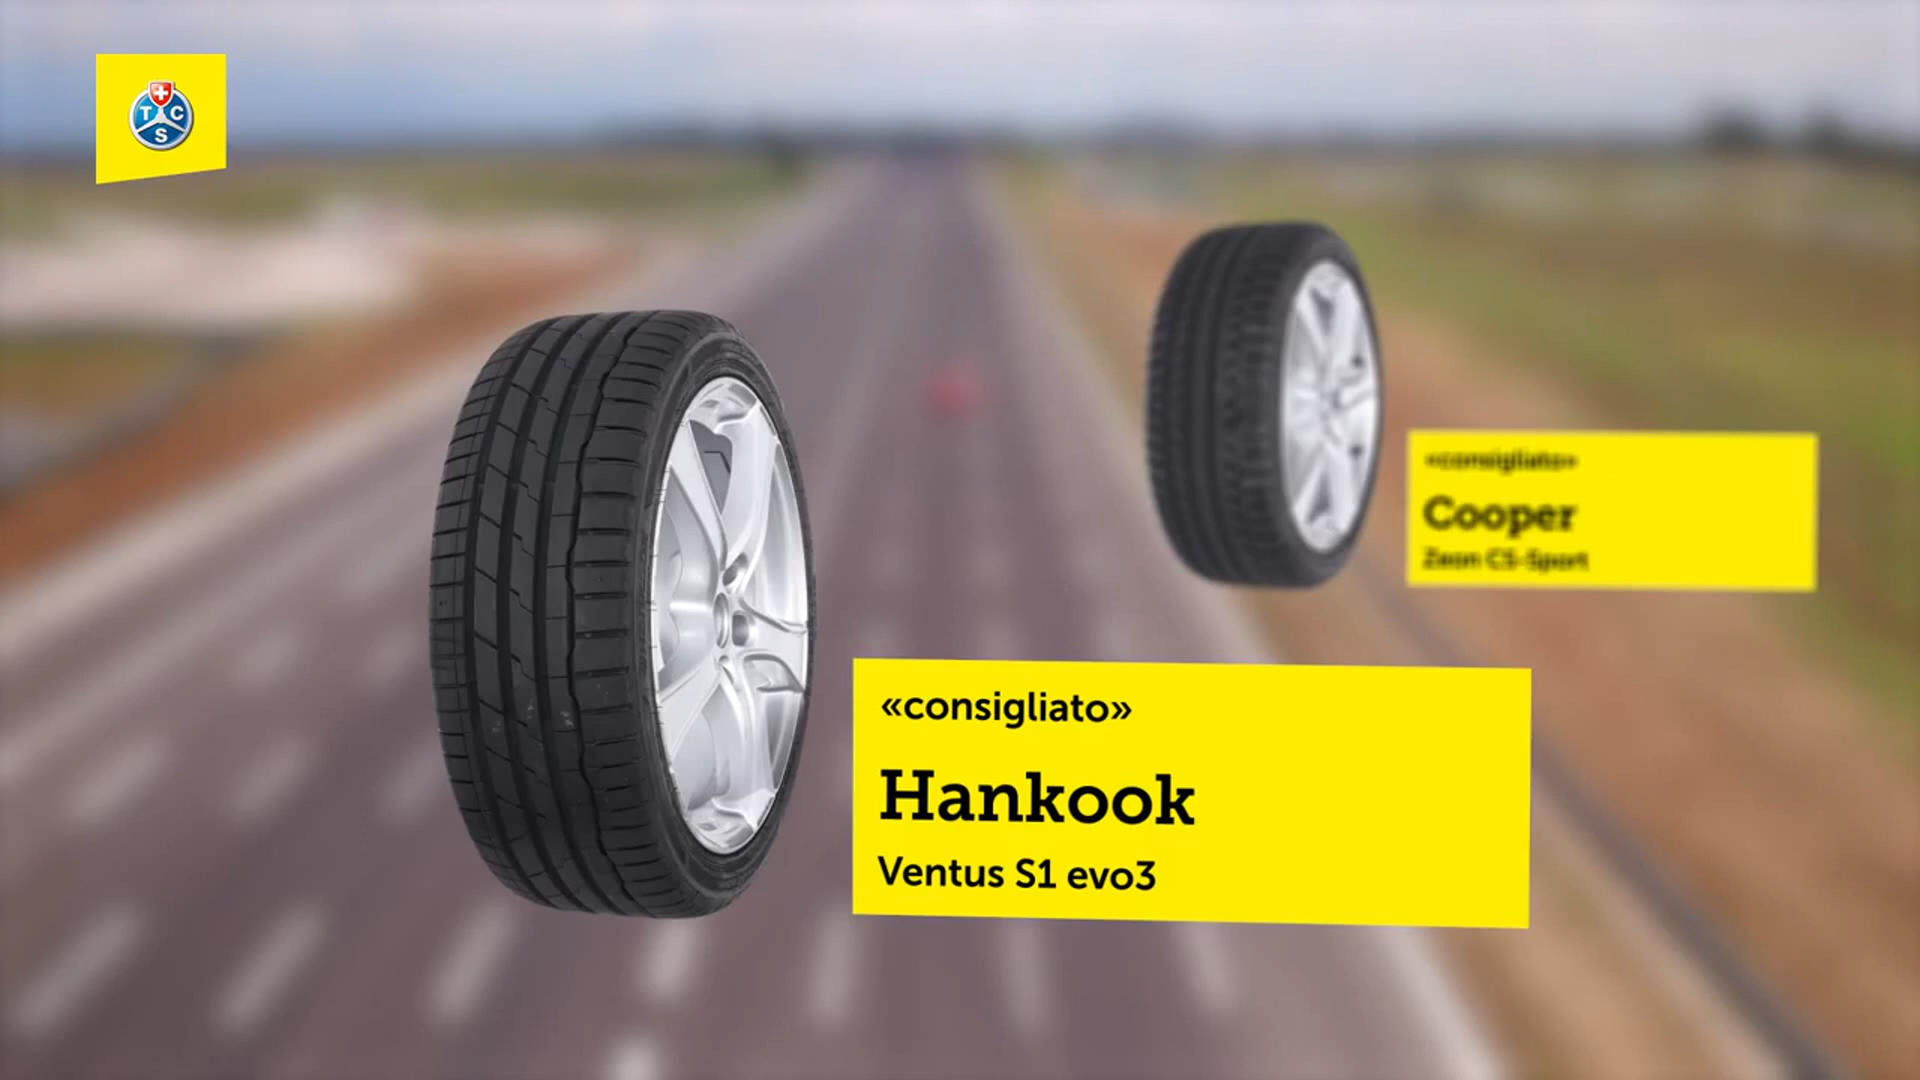 T C
S
«consigliato»
Cooper
Zeon CS-Sport
«consigliato»
Hankook
Ventus S1 evo3